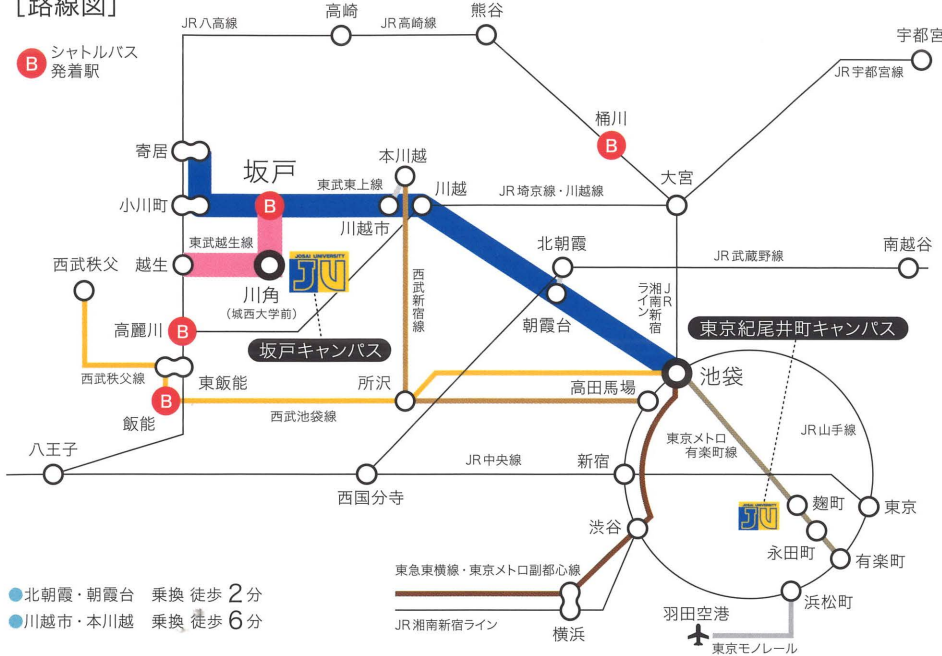 [路線図]
B
シャトルバス
発着駅
高崎
熊谷
宇都宮
JR八高線
JR高崎線
JR宇都宮線
桶川
B
寄居
坂戸
本川越
大宮
B
東武東上線
川越
JR埼京線・川越線
小川町
川越市
東武越生線
北朝霞
西武秩父
越生
JR武蔵野線
南越谷
川角
(城西大学前)
JOSAI UNIVERSITY
JU
西武新宿線
朝霞台
JR
湘南新宿
ライン
高麗川
B
坂戸キャンパス
東京紀尾井町キャンパス
西武秩父線
東飯能
所沢
高田馬場
池袋
B
飯能
西武池袋線
東京メトロ
有楽町線
JR山手線
八王子
JR中央線
新宿
西国分寺
JOSAI UNIVERSITY
JU
麹町
東京
渋谷
永田町
有楽町
東急東横線・東京メトロ副都心線
浜松町
北朝霞・朝霞台 乗換 徒歩 2分
川越市・本川越 乗換 徒歩 6分
JR湘南新宿ライン
横浜
羽田空港
東京モノレール